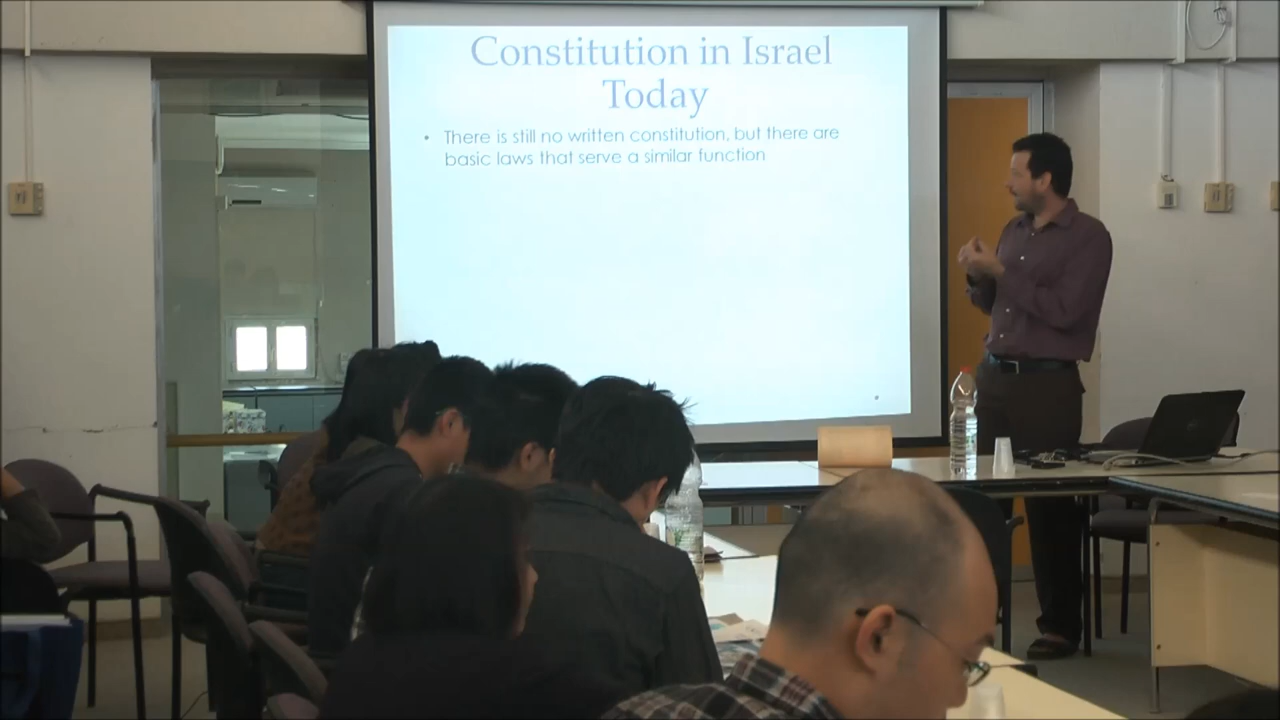 Constitution in Israel
Today
• There is still no written constitution, but there are
basic laws that serve a similar function